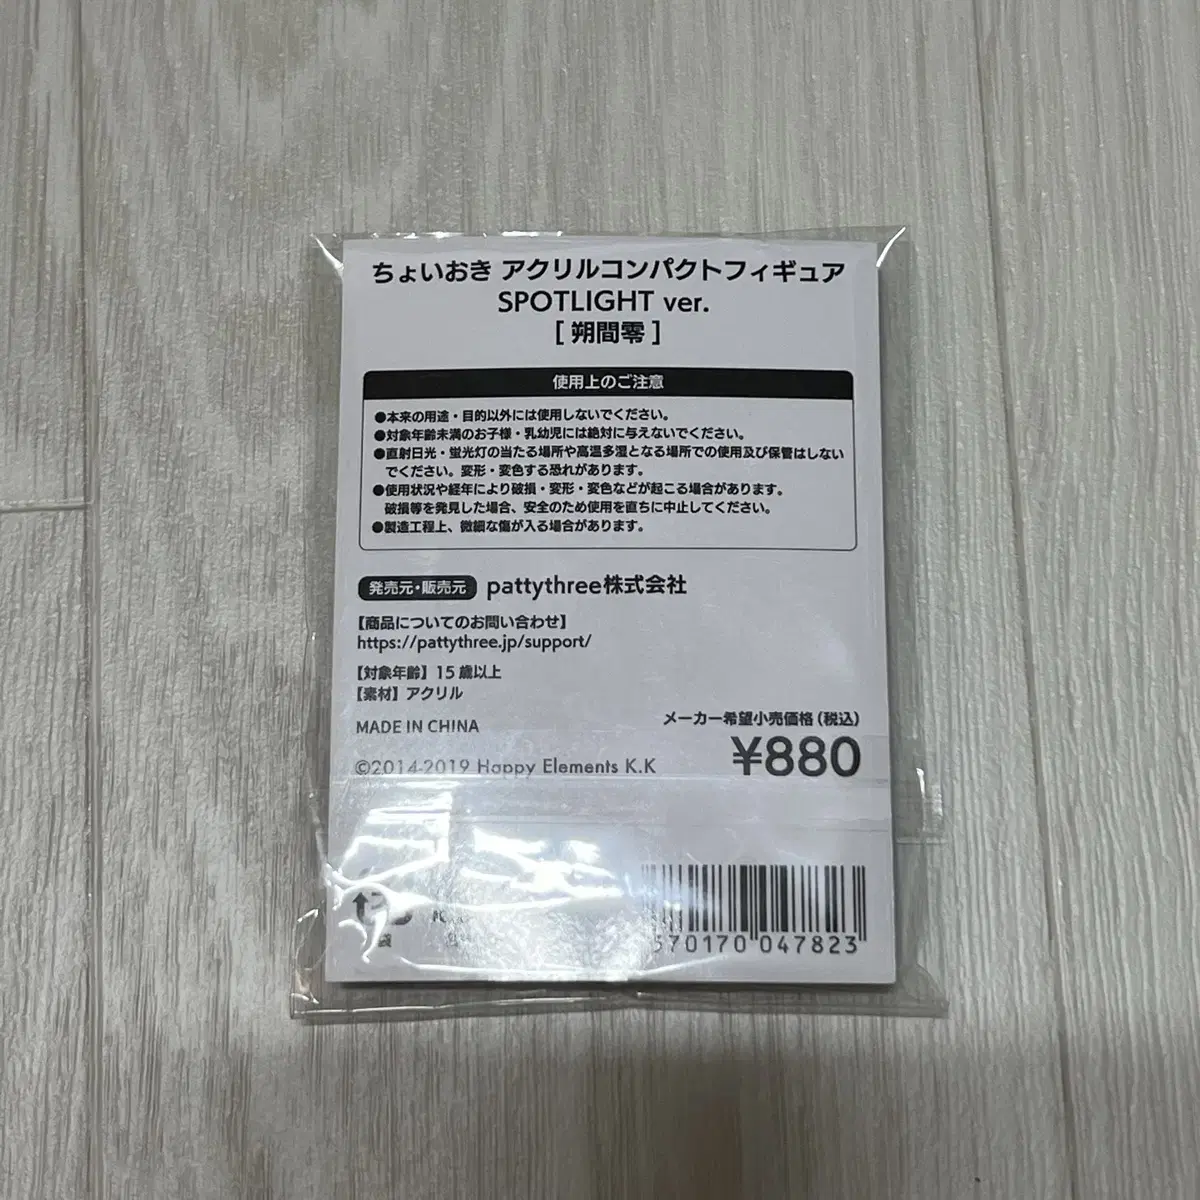 ちょいおき アクリルコンパクトフィギュア
SPOTLIGHT ver.
[ 朔間零 ]
使用上のご注意
●本来の用途・目的以外には使用しないでください。
●対象年齢未満のお子様・乳幼児には絶対に与えないでください。
●直射日光・蛍光灯の当たる場所や高温多湿となる場所での使用及び保管はしない
でください。変形・変色する恐れがあります。
●使用状況や経年により破損・変形・変色などが起こる場合があります。
破損等を発見した場合、安全のため使用を直ちに中止してください。
●製造工程上、微細な傷が入る場合があります。
発売元・販売元 pattythree株式会社
【商品についてのお問い合わせ】
https://pattythree.jp/support/
【対象年齢】15歳以上
【素材】アクリル
MADE IN CHINA
メーカー希望小売価格(税込)
¥880
©2014-2019 Happy Elements K.K
570170 047823